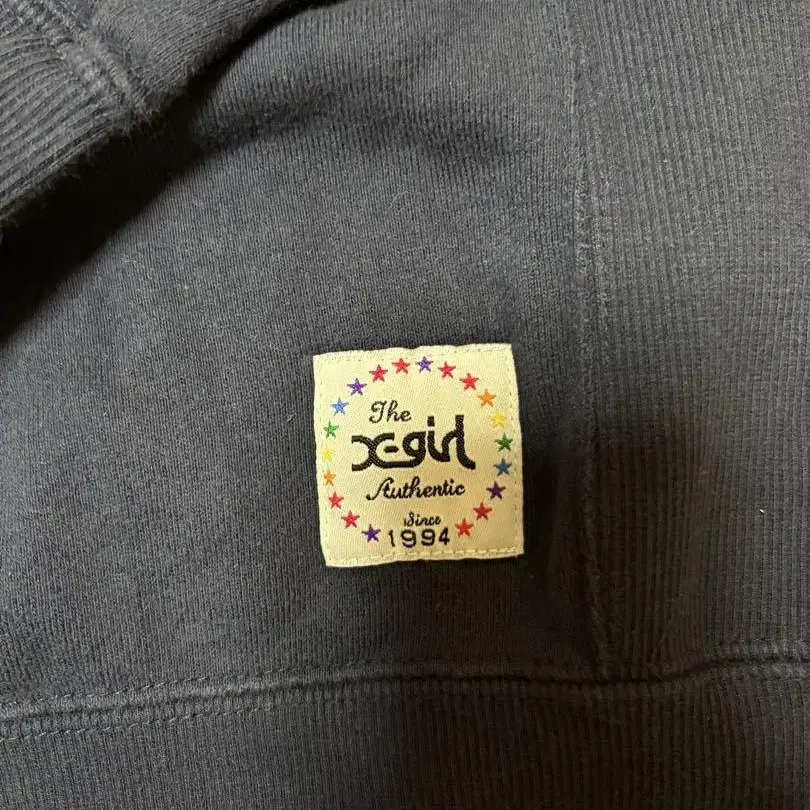 The
X-girl
Authentic
Since
1994